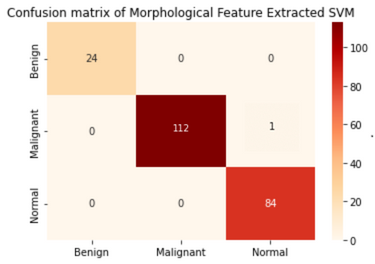 Confusion matrix of Morphological Feature Extracted SVM
Benign 24 0 0
Malignant 0 112 1
Normal 0 0 84
Benign Malignant Normal
100
80
60
40
20
0